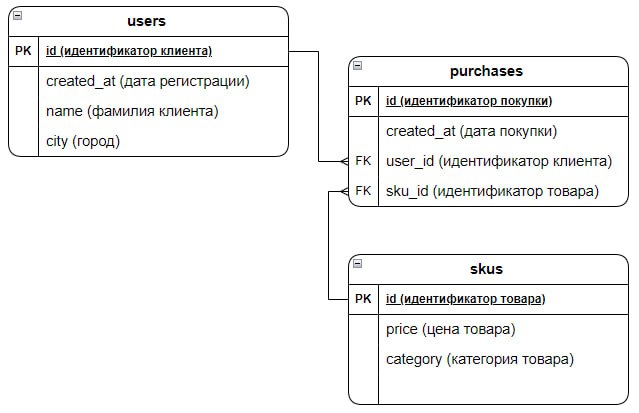 users
PK id (идентификатор клиента)
created_at (дата регистрации)
name (фамилия клиента)
city (город)
purchases
PK id (идентификатор покупки)
created_at (дата покупки)
FK user_id (идентификатор клиента)
FK sku_id (идентификатор товара)
skus
PK id (идентификатор товара)
price (цена товара)
category (категория товара)